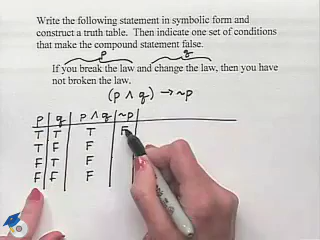 Write the following statement in symbolic form and
construct a truth table. Then indicate one set of conditions
that make the compound statement false.
p q
If you break the law and change the law, then you have
not broken the law.
(p ∧ q) → ~p
p q p ∧ q ~p
T T T F
T F F
F T F
F F F